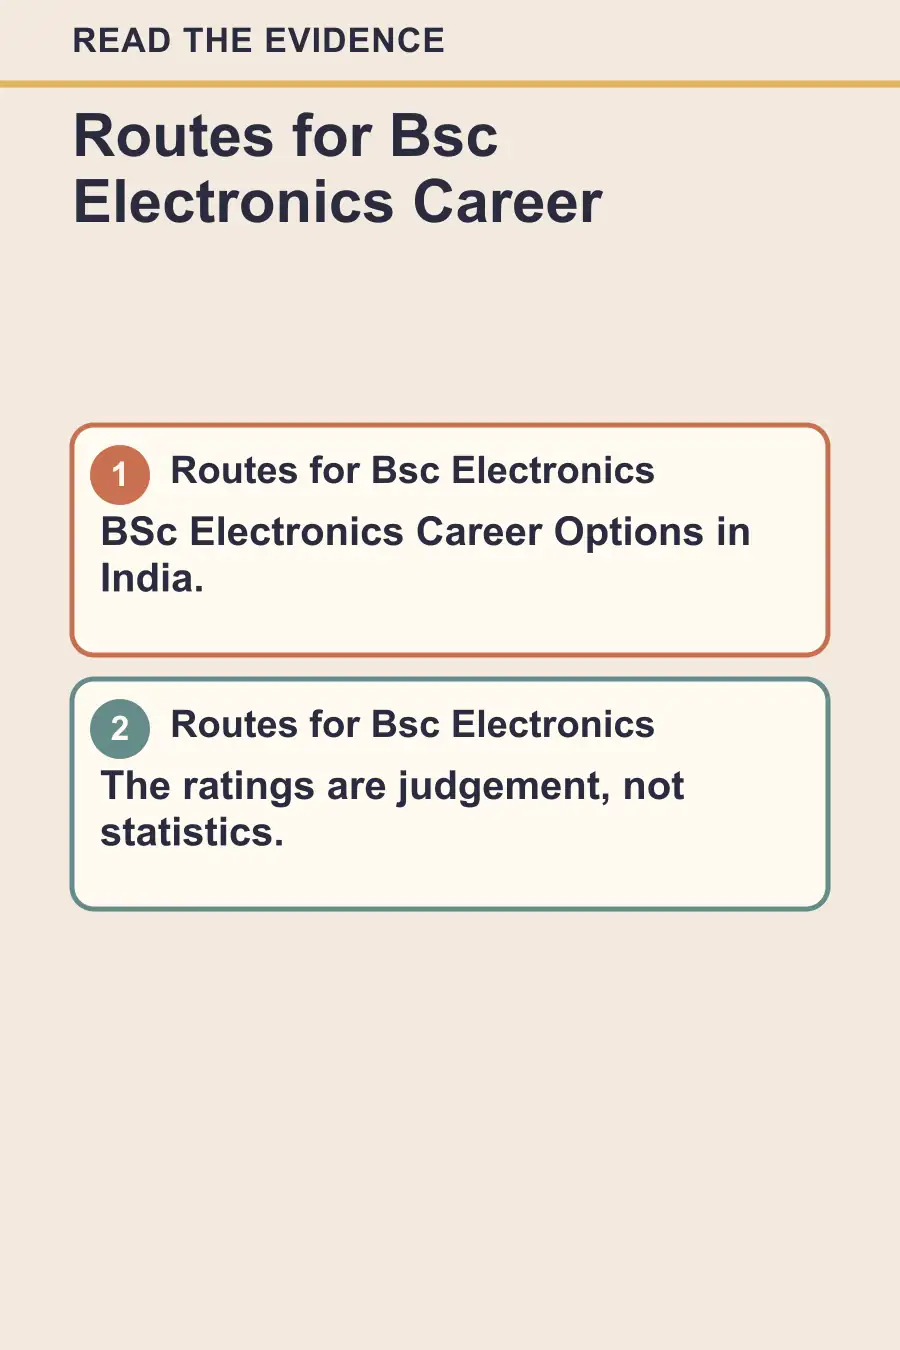 READ THE EVIDENCE
Routes for Bsc
Electronics Career
1 Routes for Bsc Electronics
BSc Electronics Career Options in
India.
2 Routes for Bsc Electronics
The ratings are judgement, not
statistics.